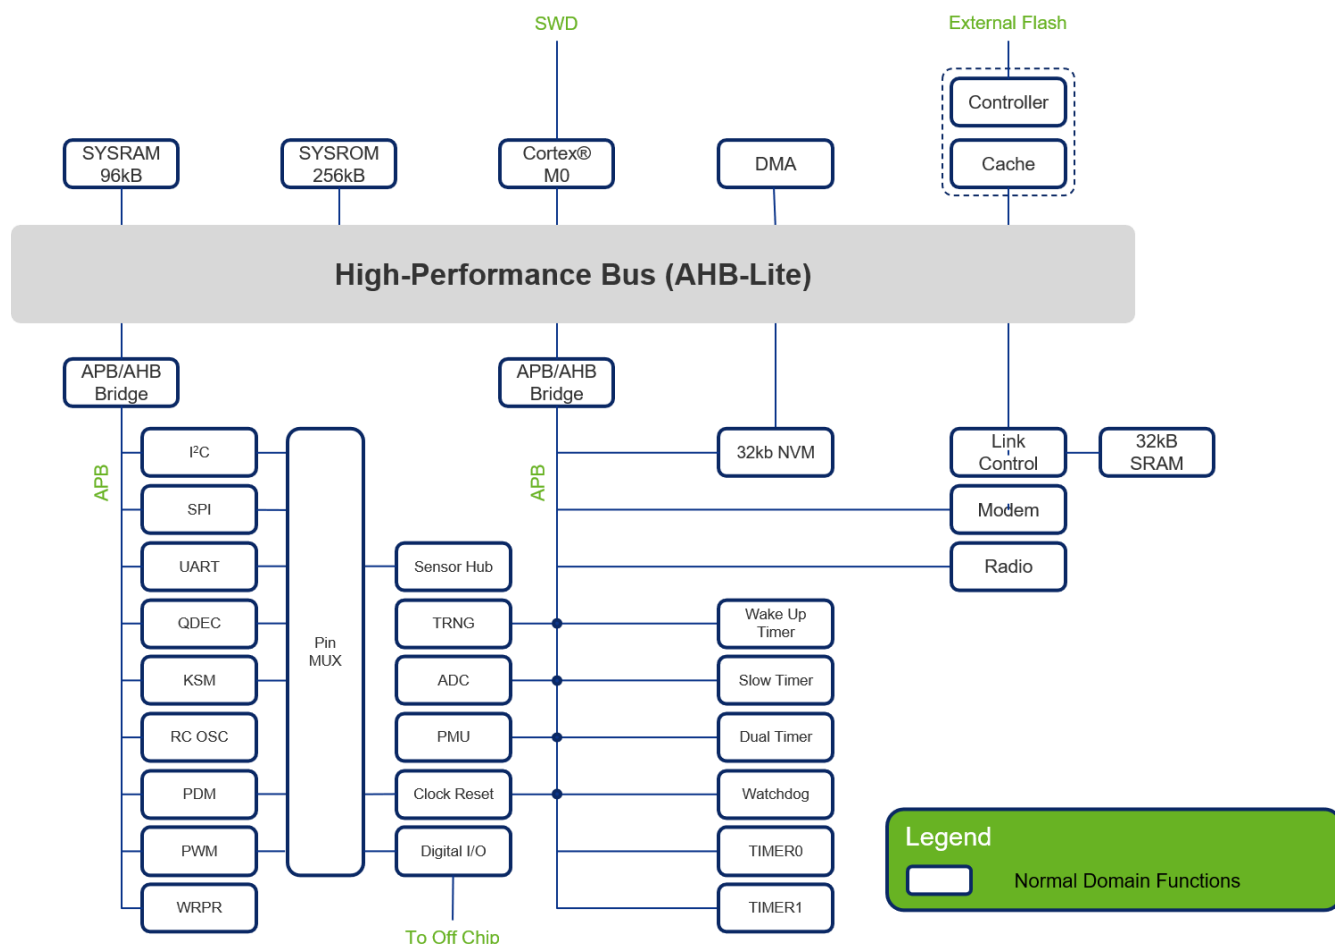 SWD
External Flash
Controller
SYSRAM
96kB
SYSROM
256kB
Cortex®
M0
DMA
Cache
High-Performance Bus (AHB-Lite)
APB/AHB
Bridge
APB/AHB
Bridge
APB
I²C
SPI
UART
QDEC
KSM
RC OSC
PDM
PWM
WRPR
Pin
MUX
Sensor Hub
TRNG
ADC
PMU
Clock Reset
Digital I/O
To Off Chip
APB
32kb NVM
Link
Control
32kB
SRAM
Modem
Radio
Wake Up
Timer
Slow Timer
Dual Timer
Watchdog
TIMER0
TIMER1
Legend
Normal Domain Functions